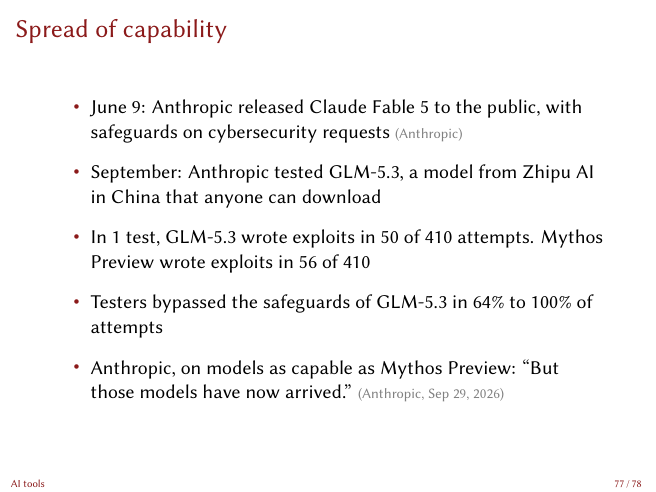 Spread of capability
• June 9: Anthropic released Claude Fable 5 to the public, with
safeguards on cybersecurity requests (Anthropic)
• September: Anthropic tested GLM-5.3, a model from Zhipu AI
in China that anyone can download
• In 1 test, GLM-5.3 wrote exploits in 50 of 410 attempts. Mythos
Preview wrote exploits in 56 of 410
• Testers bypassed the safeguards of GLM-5.3 in 64% to 100% of
attempts
• Anthropic, on models as capable as Mythos Preview: “But
those models have now arrived.” (Anthropic, Sep 29, 2026)
AI tools
77 / 78